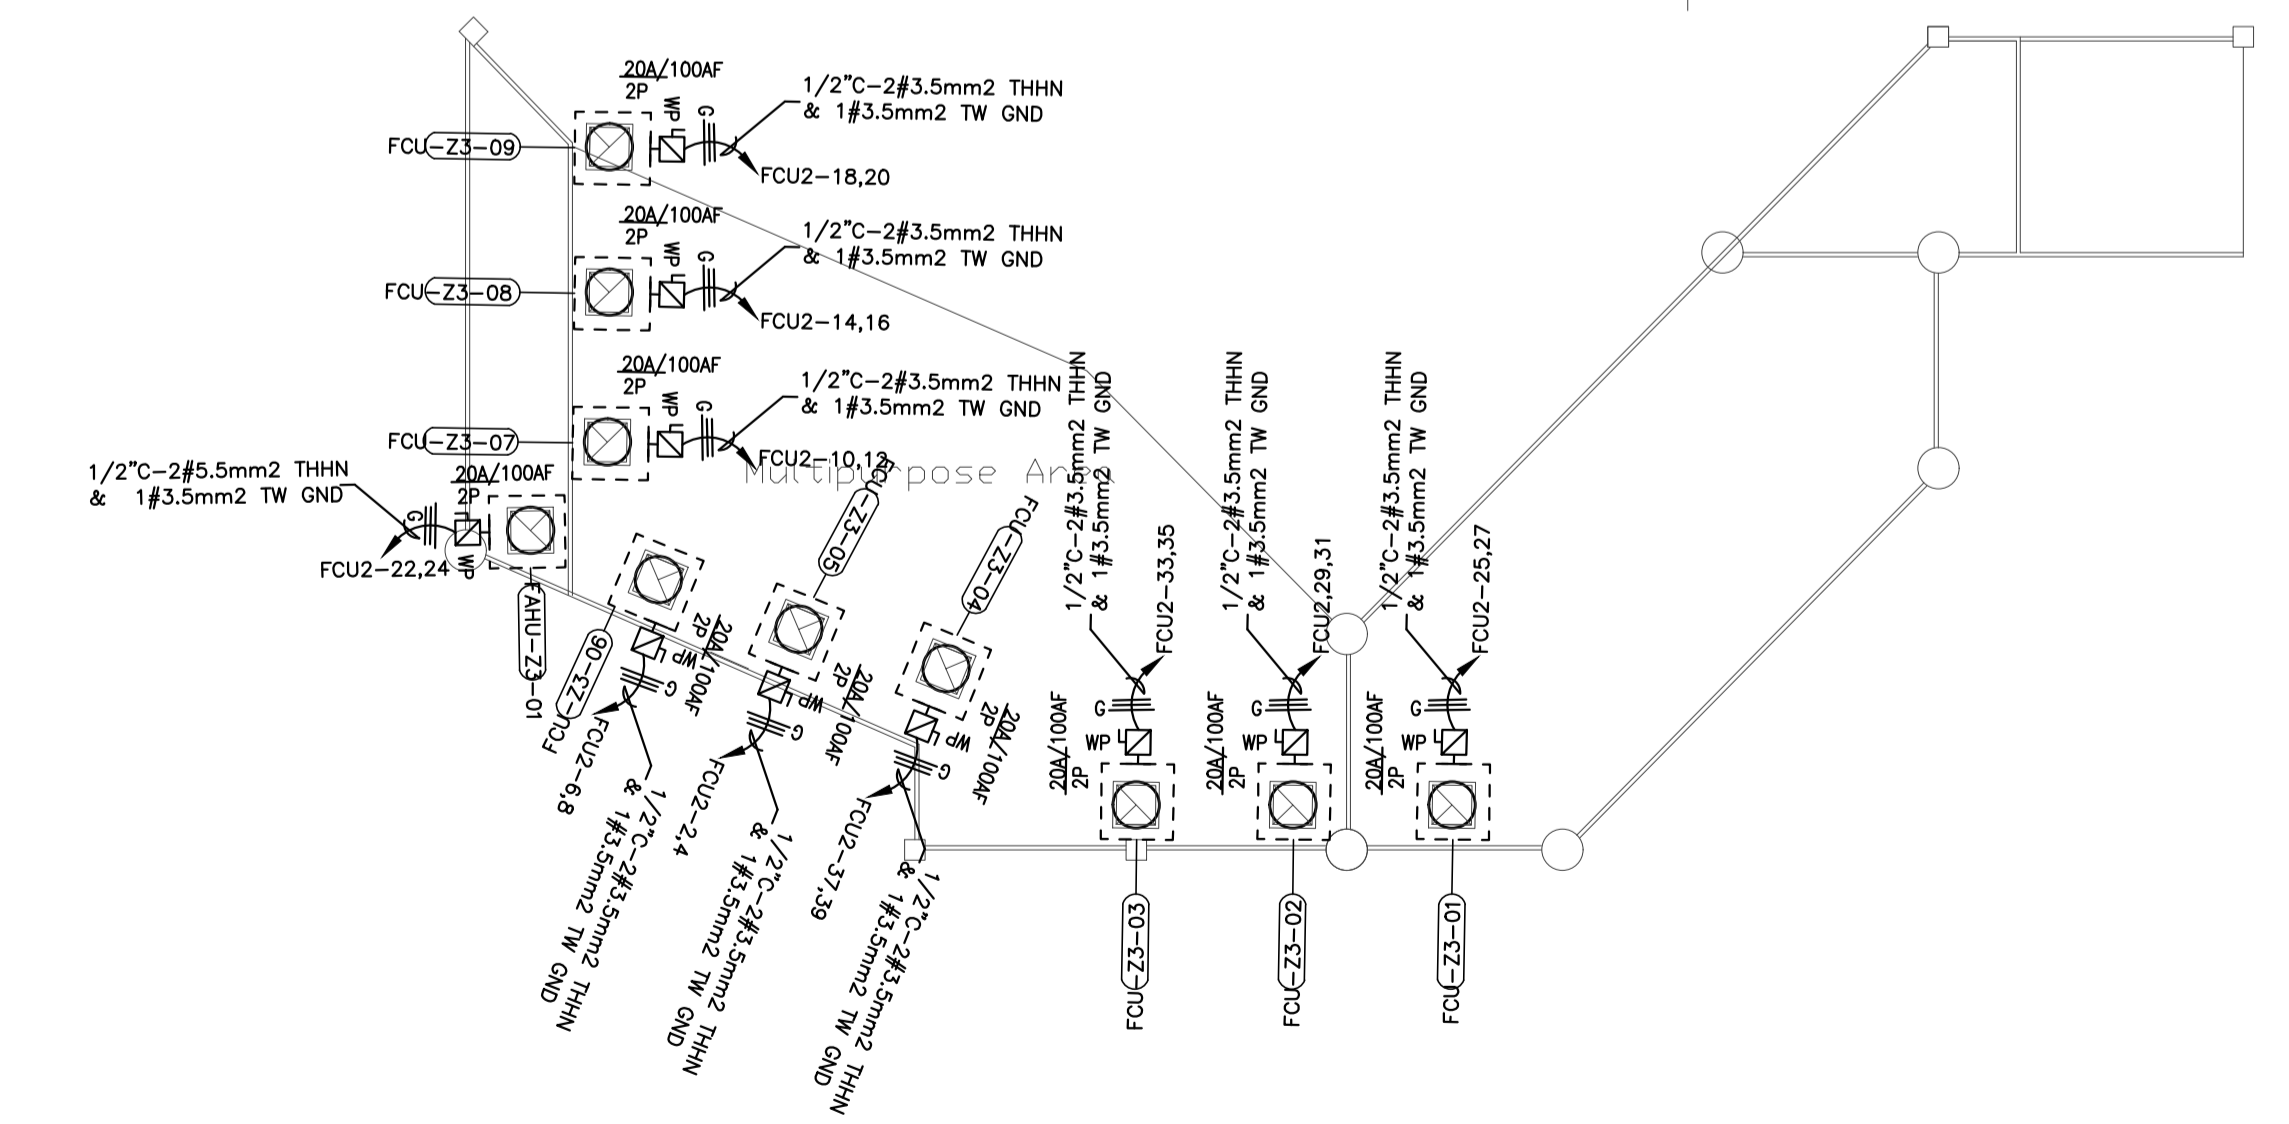 20A/100AF
2P
WP
G
1/2"C-2#3.5mm2 THHN
& 1#3.5mm2 TW GND
FCU-Z3-09
FCU2-18,20
20A/100AF
2P
WP
G
1/2"C-2#3.5mm2 THHN
& 1#3.5mm2 TW GND
FCU-Z3-08
FCU2-14,16
20A/100AF
2P
WP
G
1/2"C-2#3.5mm2 THHN
& 1#3.5mm2 TW GND
FCU-Z3-07
FCU2-10,12
Multipurpose Area
1/2"C-2#5.5mm2 THHN
& 1#3.5mm2 TW GND
20A/100AF
2P
G
WP
FCU2-22,24
FAHU-Z3-01
FCU-Z3-06
20A/100AF
2P
WP
G
FCU2-6,8
1/2"C-2#3.5mm2 THHN
& 1#3.5mm2 TW GND
FCU-Z3-05
20A/100AF
2P
WP
G
FCU2-2,4
1/2"C-2#3.5mm2 THHN
& 1#3.5mm2 TW GND
FCU-Z3-04
20A/100AF
2P
WP
G
FCU2-37,39
1/2"C-2#3.5mm2 THHN
& 1#3.5mm2 TW GND
1/2"C-2#3.5mm2 THHN
& 1#3.5mm2 TW GND
FCU2-33,35
G
WP
20A/100AF
2P
FCU-Z3-03
1/2"C-2#3.5mm2 THHN
& 1#3.5mm2 TW GND
FCU2,29,31
G
WP
20A/100AF
2P
FCU-Z3-02
1/2"C-2#3.5mm2 THHN
& 1#3.5mm2 TW GND
FCU2-25,27
G
WP
20A/100AF
2P
FCU-Z3-01